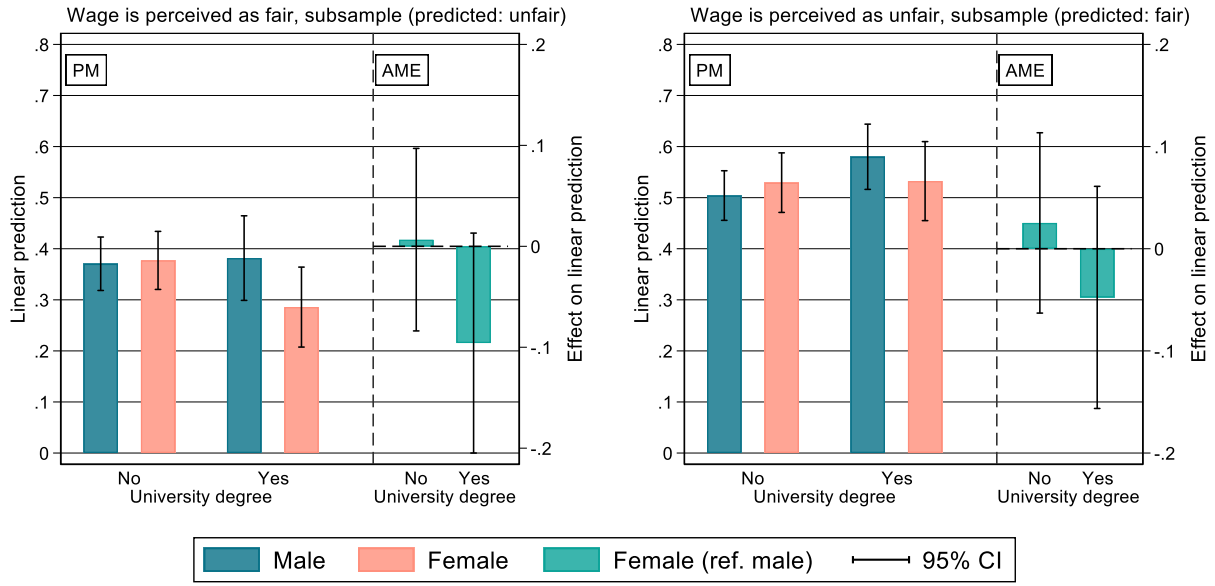 Wage is perceived as fair, subsample (predicted: unfair)
PM
AME
Linear prediction
.8
.7
.6
.5
.4
.3
.2
.1
0
.2
.1
0
-.1
-.2
Effect on linear prediction
No Yes No Yes
University degree University degree
Wage is perceived as unfair, subsample (predicted: fair)
PM
AME
Linear prediction
.8
.7
.6
.5
.4
.3
.2
.1
0
.2
.1
0
-.1
-.2
Effect on linear prediction
No Yes No Yes
University degree University degree
Male Female Female (ref. male) 95% CI